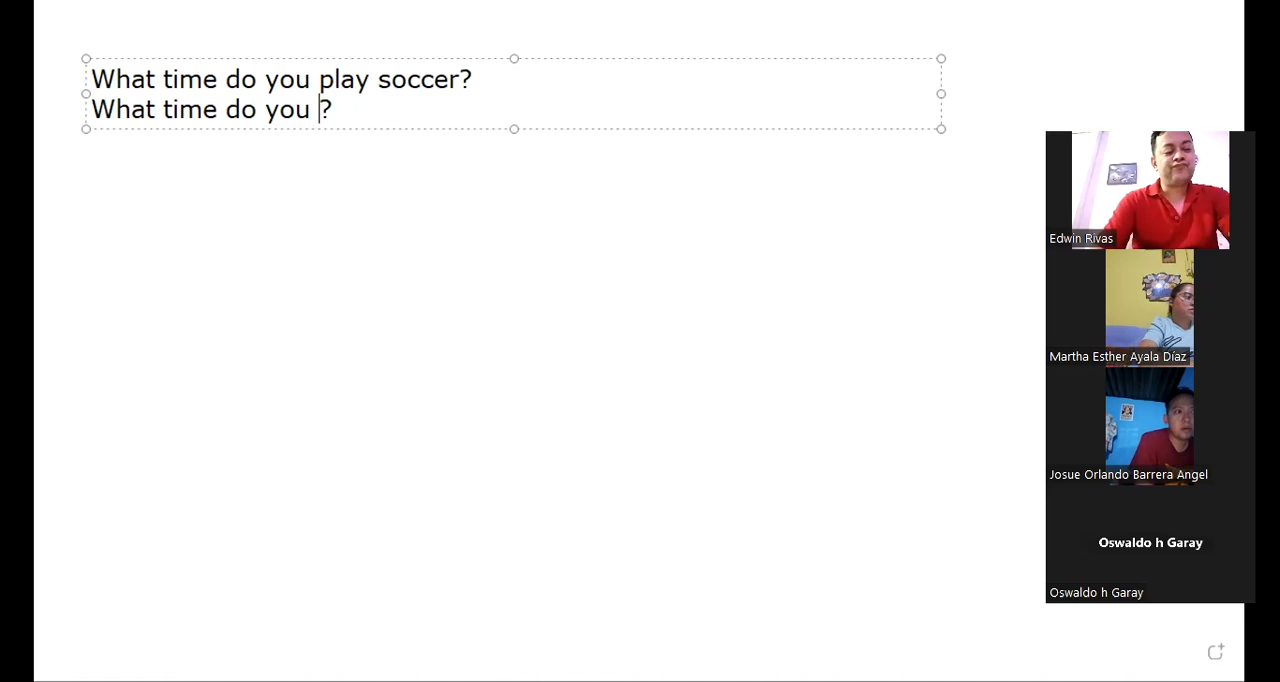 What time do you play soccer?
What time do you ?
Edwin Rivas
Martha Esther Ayala Díaz
Josue Orlando Barrera Angel
Oswaldo h Garay
Oswaldo h Garay